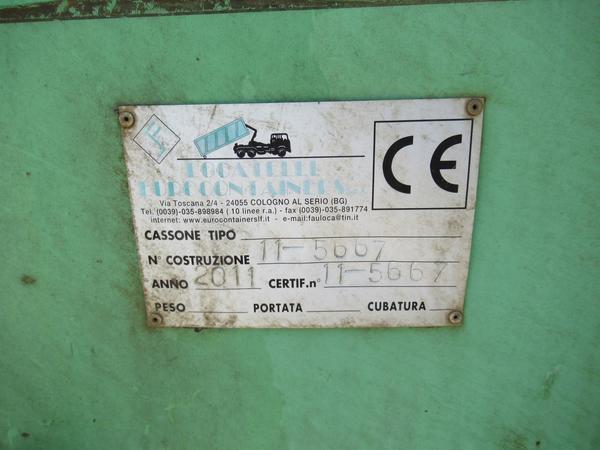 LF
LOCATELLI
EUROCONTAINERS s.r.l.
CE
Via Toscana 2/4 - 24055 COLOGNO AL SERIO (BG)
Tel. (0039)-035-898984 ( 10 linee r.a.) - fax (0039)-035-891774
internet: www.eurocontainerslf.it - e-mail:fauloca@tin.it
CASSONE TIPO
N° COSTRUZIONE 11-5667
ANNO 2011 CERTIF.n° 11-5667
PESO PORTATA CUBATURA